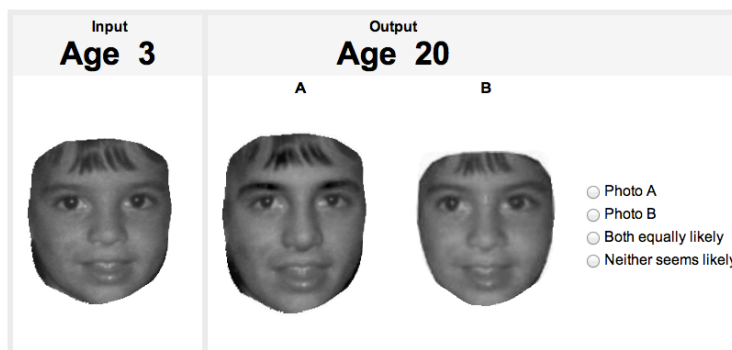 Input
Age 3
Output
Age 20
A
B
Photo A
Photo B
Both equally likely
Neither seems likely